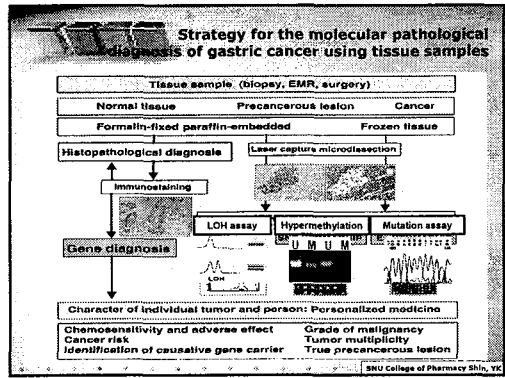 Strategy for the molecular pathological
diagnosis of gastric cancer using tissue samples
Tissue sample (biopsy, EMR, surgery)
Normal tissue Precancerous lesion Cancer
Formalin-fixed paraffin-embedded Frozen tissue
Histopathological diagnosis Laser capture microdissection
Immunostaining
LOH assay Hypermethylation Mutation assay
U M U M
Gene diagnosis
LOH
Character of individual tumor and person: Personalized medicine
Chemosensitivity and adverse effect Grade of malignancy
Cancer risk Tumor multiplicity
Identification of causative gene carrier True precancerous lesion
SNU College of Pharmacy Shin, YK